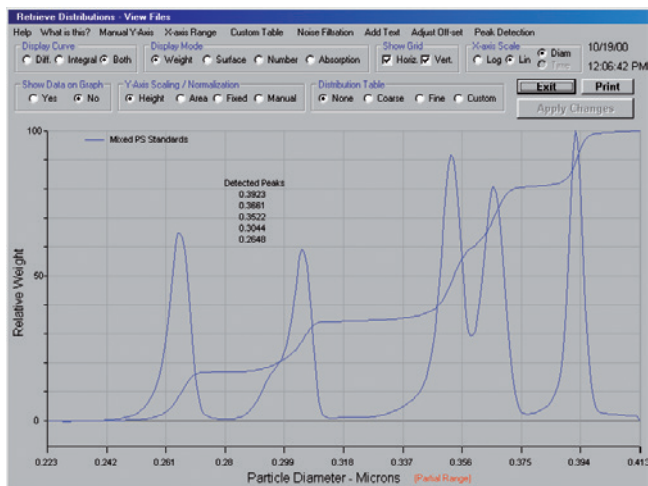 Retrieve Distributions - View Files
Help What is this? Manual Y-Axis X-axis Range Custom Table Noise Filtration Add Text Adjust Off-set Peak Detection
Display Curve
Diff. Integral Both
Display Mode
Weight Surface Number Absorption
Show Grid
Horiz. Vert.
X-axis Scale
Log Lin Diam
Time
10/19/00
12:06:42 PM
Show Data on Graph
Yes No
Y-Axis Scaling / Normalization
Height Area Fixed Manual
Distribution Table
None Coarse Fine Custom
Exit Print
Apply Changes
Mixed PS Standards
Detected Peaks
0.3923
0.3661
0.3522
0.3044
0.2648
Relative Weight
100
50
0
0.223 0.242 0.261 0.28 0.299 0.318 0.337 0.356 0.375 0.394 0.413
Particle Diameter - Microns (Partial Range)